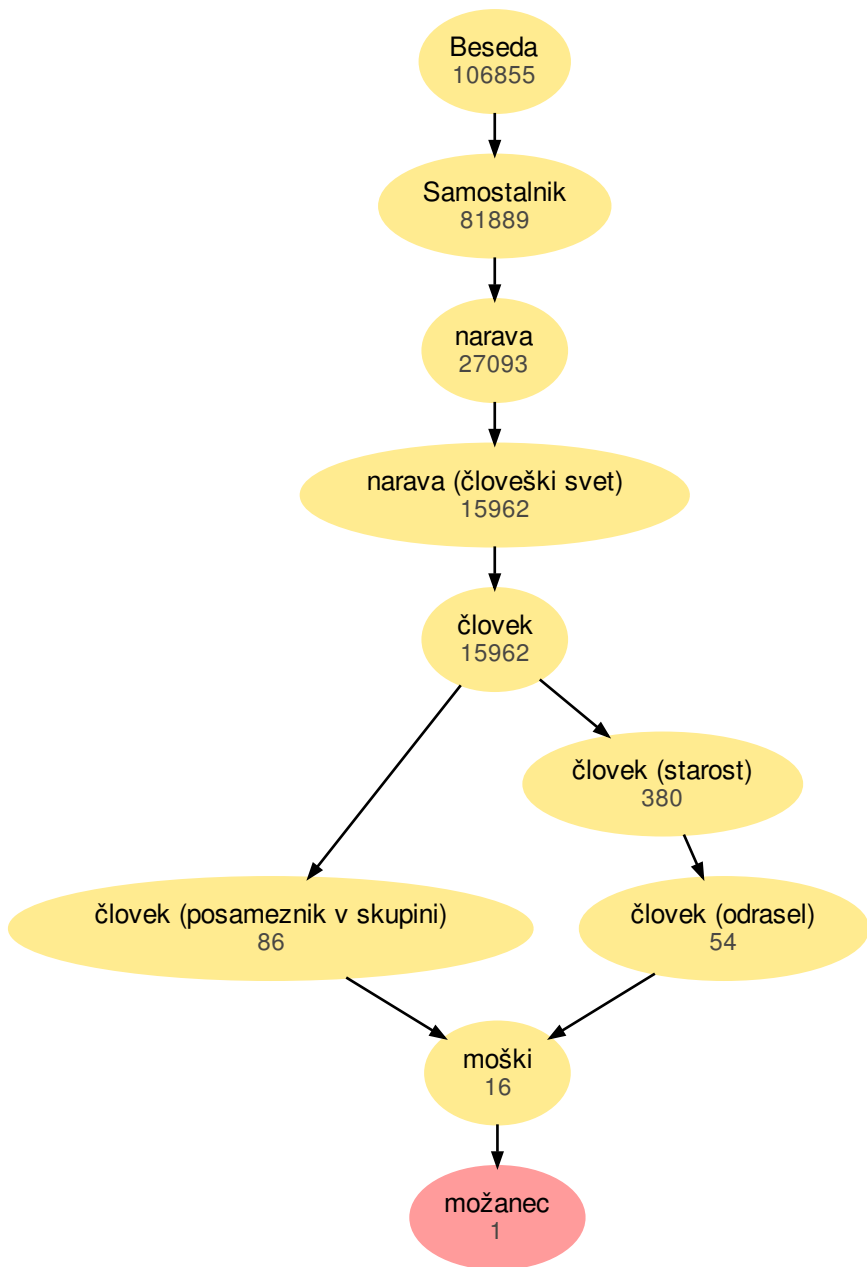 Beseda
106855
Samostalnik
81889
narava
27093
narava (človeški svet)
15962
človek
15962
človek (starost)
380
človek (posameznik v skupini)
86
človek (odrasel)
54
moški
16
možanec
1